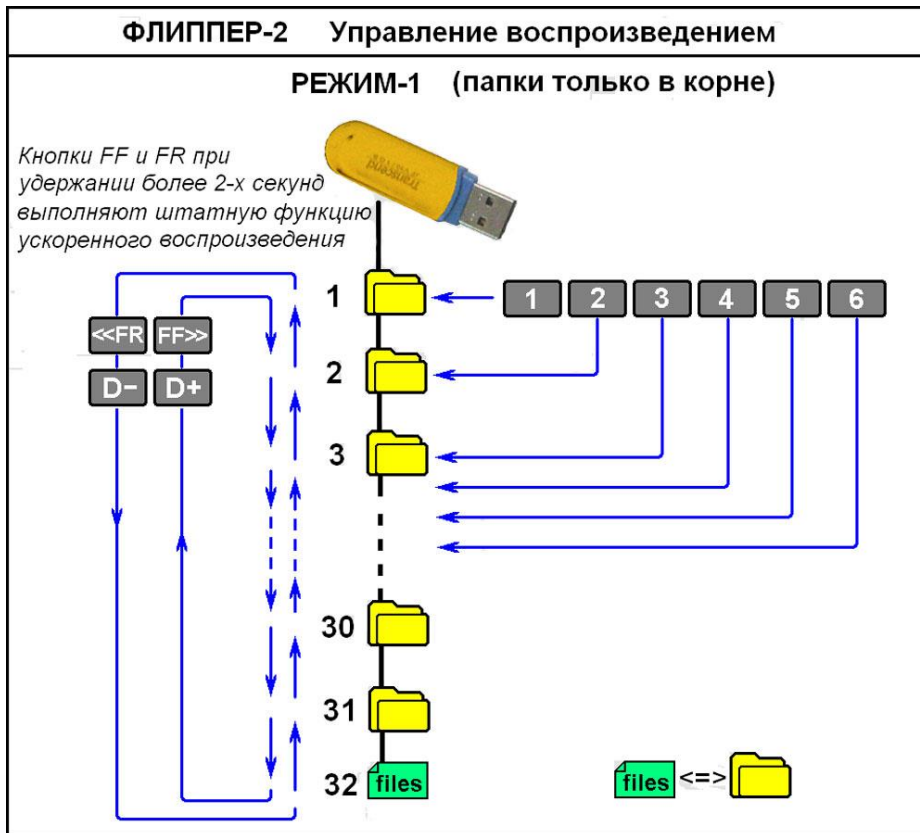 ФЛИППЕР-2 Управление воспроизведением
РЕЖИМ-1 (папки только в корне)
Кнопки FF и FR при
удержании более 2-х секунд
выполняют штатную функцию
ускоренного воспроизведения
Transcend
1
1 2 3 4 5 6
<<FR FF>>
D− D+
2
3
30
31
32 files
files <=>